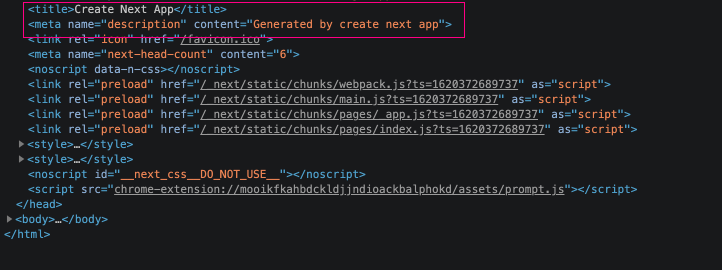 <title>Create Next App</title>
<meta name="description" content="Generated by create next app">
<link rel="icon" href="/favicon.ico">
<meta name="next-head-count" content="6">
<noscript data-n-css></noscript>
<link rel="preload" href="/_next/static/chunks/webpack.js?ts=1620372689737" as="script">
<link rel="preload" href="/_next/static/chunks/main.js?ts=1620372689737" as="script">
<link rel="preload" href="/_next/static/chunks/pages/_app.js?ts=1620372689737" as="script">
<link rel="preload" href="/_next/static/chunks/pages/index.js?ts=1620372689737" as="script">
<style>…</style>
<style>…</style>
<noscript id="__next_css__DO_NOT_USE__"></noscript>
<script src="chrome-extension://mooikfkahbdckldjjndioackbalphokd/assets/prompt.js"></script>
</head>
<body>…</body>
</html>